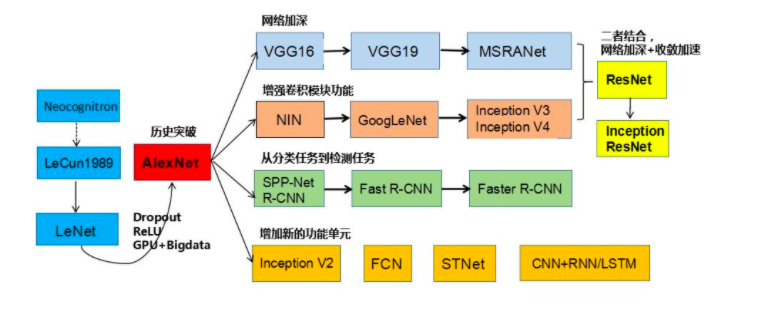 网络加深
VGG16
VGG19
MSRANet
二者结合，
网络加深+收敛加速
ResNet
Inception
ResNet
增强卷积模块功能
NIN
GoogLeNet
Inception V3
Inception V4
Neocognitron
LeCun1989
LeNet
历史突破
AlexNet
Dropout
ReLU
GPU+Bigdata
从分类任务到检测任务
SPP-Net
R-CNN
Fast R-CNN
Faster R-CNN
增加新的功能单元
Inception V2
FCN
STNet
CNN+RNN/LSTM